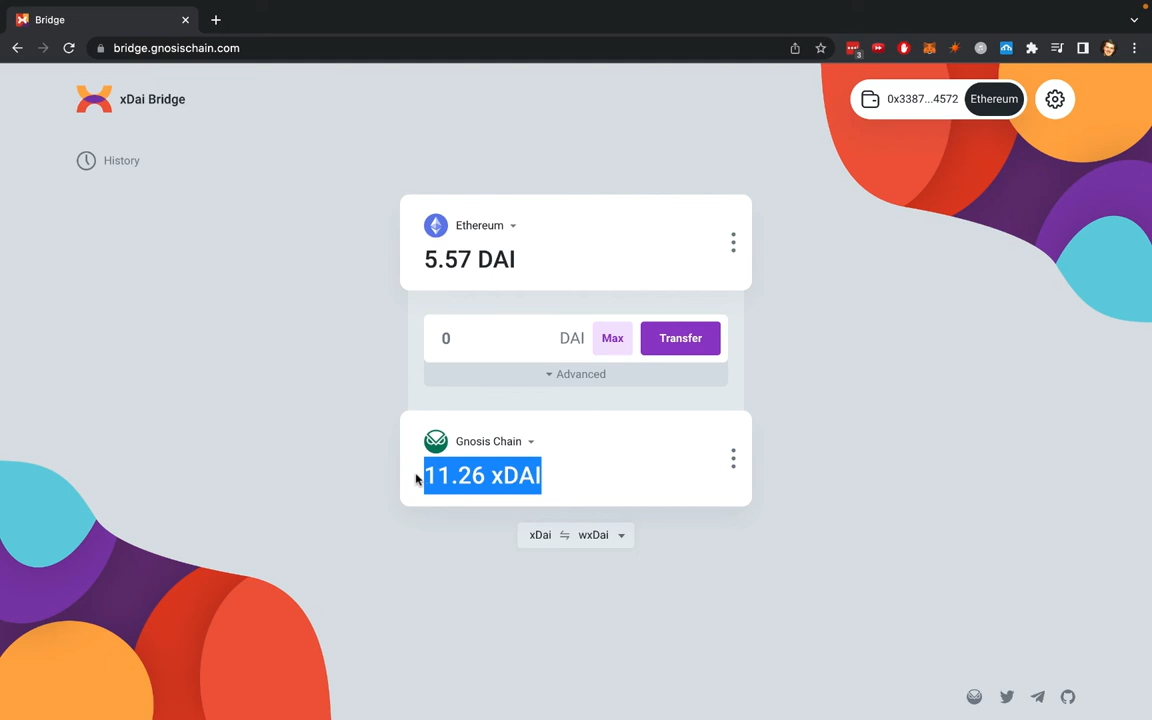 Bridge
bridge.gnosischain.com
3
xDai Bridge
0x3387...4572
Ethereum
History
Ethereum
5.57 DAI
0
DAI
Max
Transfer
Advanced
Gnosis Chain
11.26 xDAI
xDai ⇋ wxDai